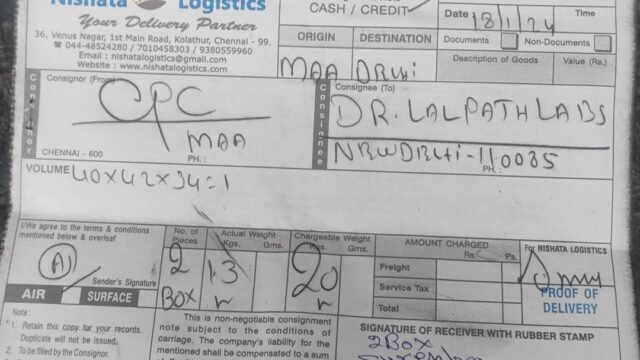 Nishata Logistics
Your Delivery Partner
36, Venus Nagar, 1st Main Road, Kolathur, Chennai - 99.
☎ 044-48524280 / 7010458303 / 9380559960
Email : nishatalogistics@gmail.com
Website : www.nishatalogistics.com
CASH / CREDIT
Date 18/1/24 Time
ORIGIN DESTINATION
Documents Non-Documents
MAA DRLHi
Description of Goods Value (Rs.)
Consignor
Consignor (From)
CPC
MAA
CHENNAI - 600 PH. :
Consignee
Consignee (To)
DR. LALPATH LABS
NRWDRLHi-110085
PH. :
VOLUME 40x42x34=1
I/We agree to the terms & conditions
mentioned below & overleaf
Sender's Signature
AIR SURFACE
No. of Pieces
2
BOX
Actual Weight
Kgs. Gms.
13
Chargeable Weight
Kgs. Gms.
20
AMOUNT CHARGED
Rs. Ps.
Freight
Service Tax
Total
For NISHATA LOGISTICS
PROOF OF
DELIVERY
Note :
* 1. Retain this copy for your records.
Duplicate will not be issued.
2. To be filled by the Consignor.
This is non-negotiable consignment
note subject to the conditions of
carriage. The company's liability for
the mentioned shall be compensated to a sum
SIGNATURE OF RECEIVER WITH RUBBER STAMP
2Box